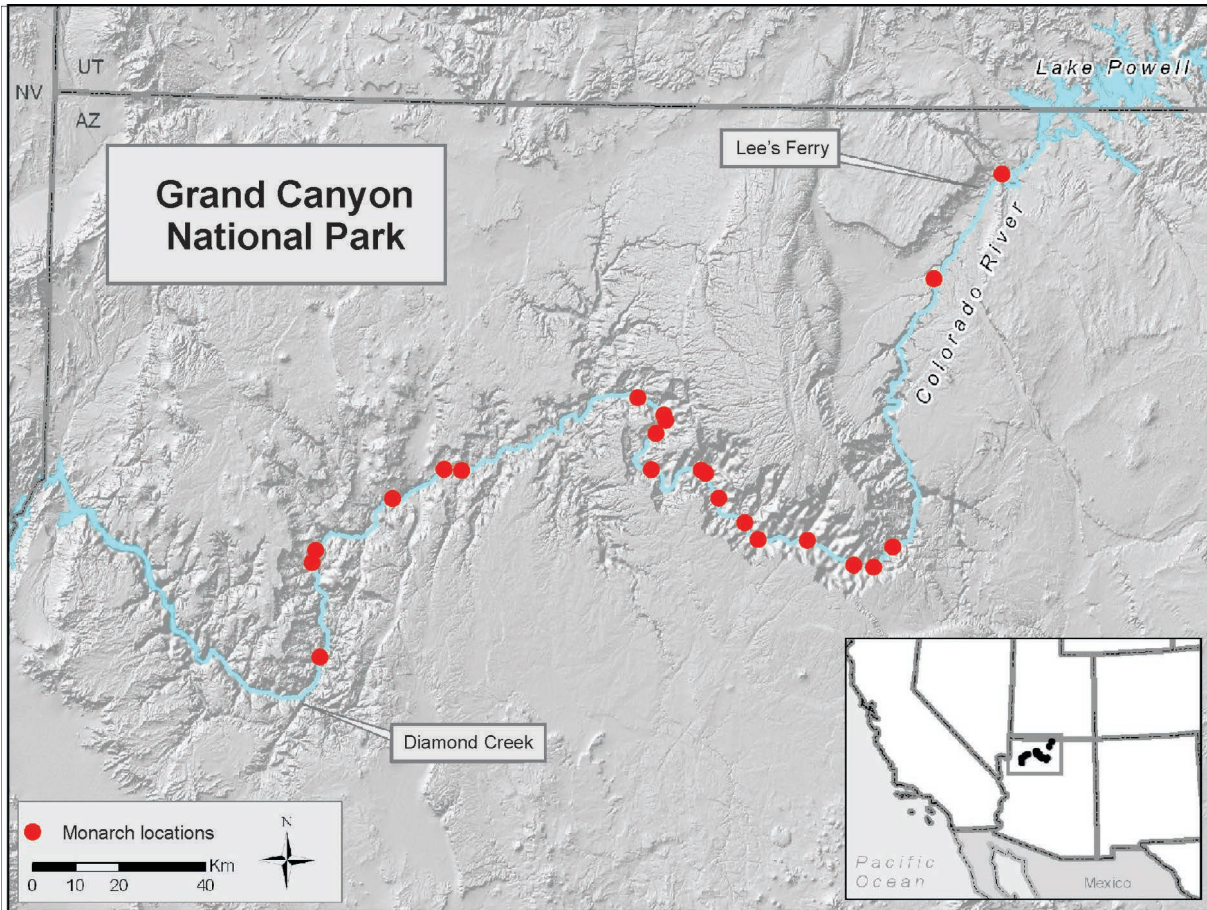 UT
NV
AZ
Lake Powell
Lee's Ferry
Grand Canyon
National Park
Colorado River
Diamond Creek
Monarch locations
N
Km
0 10 20 40
Pacific
Ocean
Mexico